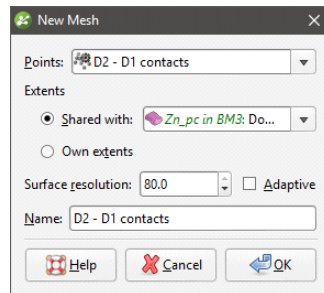 New Mesh
Points: D2 - D1 contacts
Extents
Shared with: Zn_pc in BM3: Do...
Own extents
Surface resolution: 80.0 Adaptive
Name: D2 - D1 contacts
Help Cancel OK